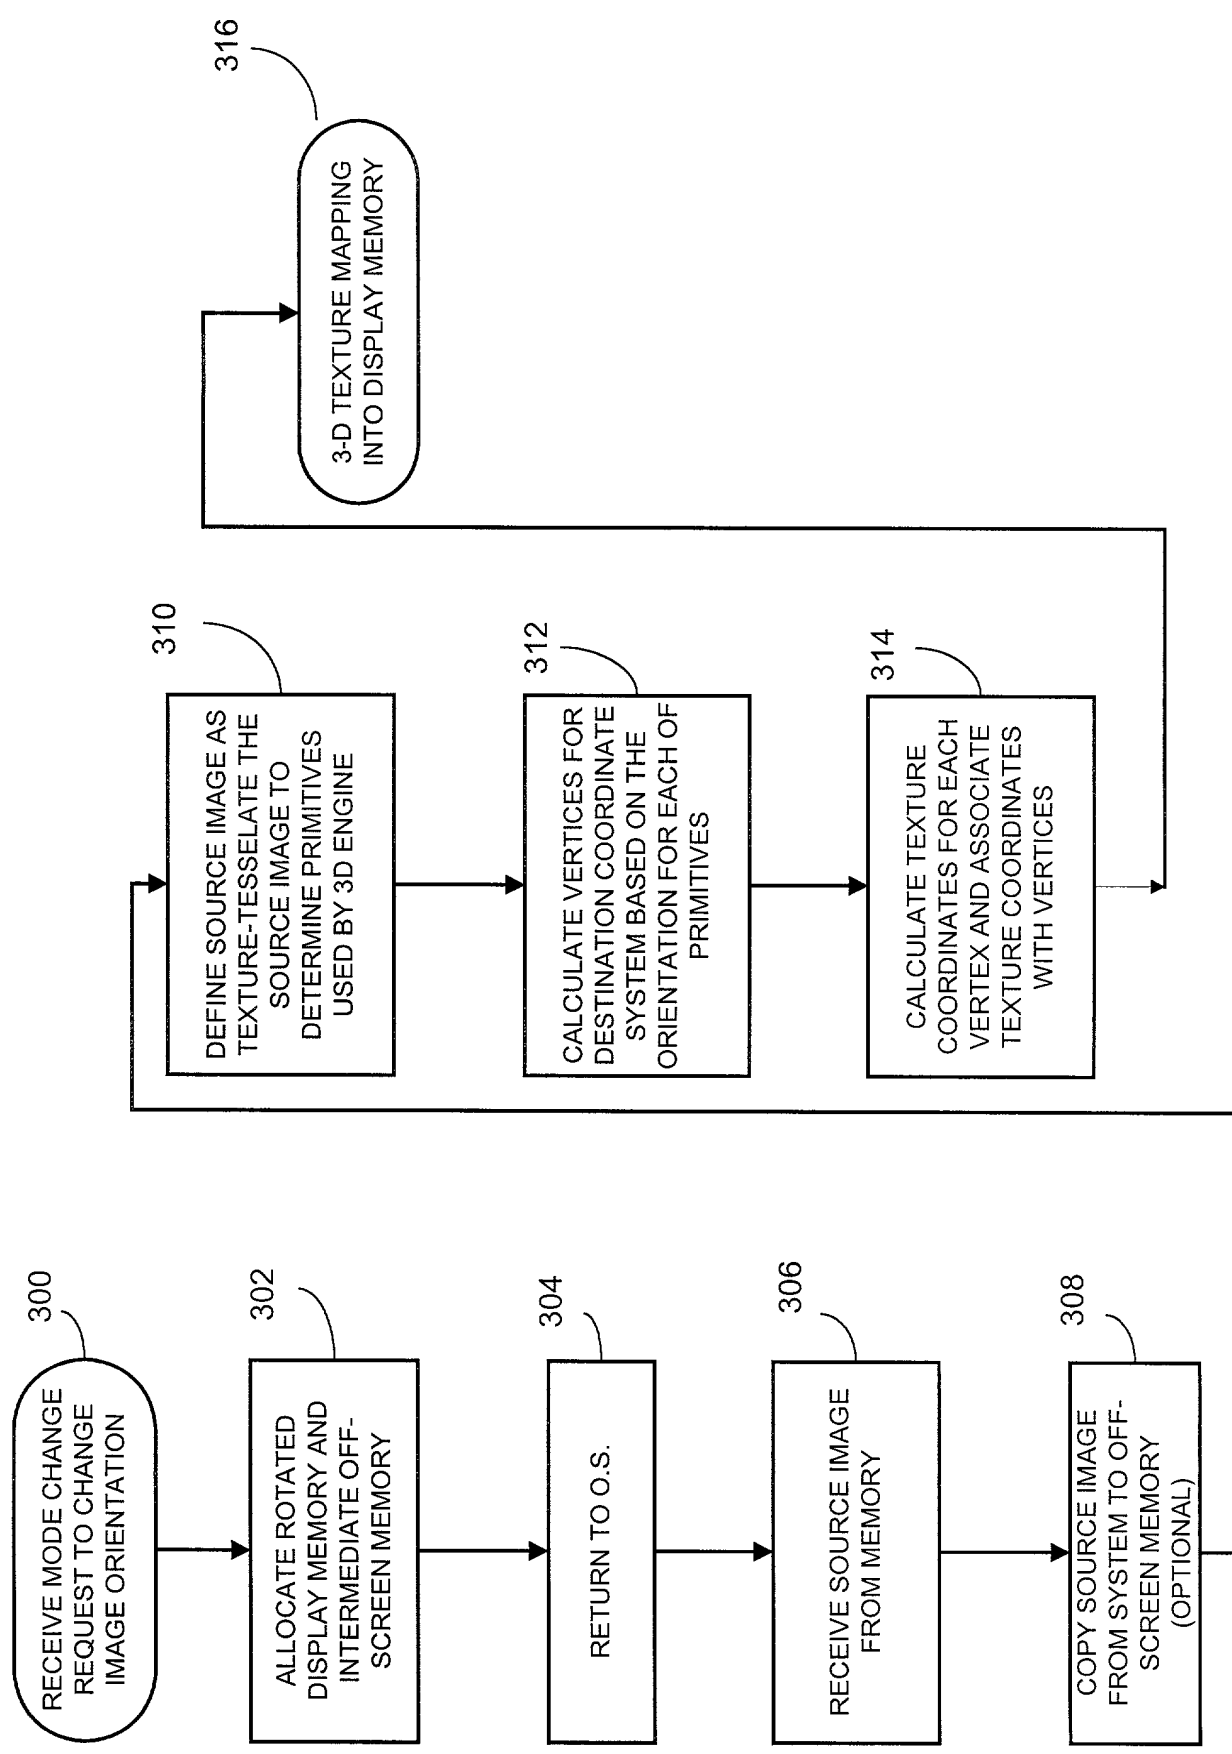 300
RECEIVE MODE CHANGE
REQUEST TO CHANGE
IMAGE ORIENTATION
302
ALLOCATE ROTATED
DISPLAY MEMORY AND
INTERMEDIATE OFF-
SCREEN MEMORY
304
RETURN TO O.S.
306
RECEIVE SOURCE IMAGE
FROM MEMORY
308
COPY SOURCE IMAGE
FROM SYSTEM TO OFF-
SCREEN MEMORY
(OPTIONAL)
310
DEFINE SOURCE IMAGE AS
TEXTURE-TESSELATE THE
SOURCE IMAGE TO
DETERMINE PRIMITIVES
USED BY 3D ENGINE
312
CALCULATE VERTICES FOR
DESTINATION COORDINATE
SYSTEM BASED ON THE
ORIENTATION FOR EACH OF
PRIMITIVES
314
CALCULATE TEXTURE
COORDINATES FOR EACH
VERTEX AND ASSOCIATE
TEXTURE COORDINATES
WITH VERTICES
316
3-D TEXTURE MAPPING
INTO DISPLAY MEMORY